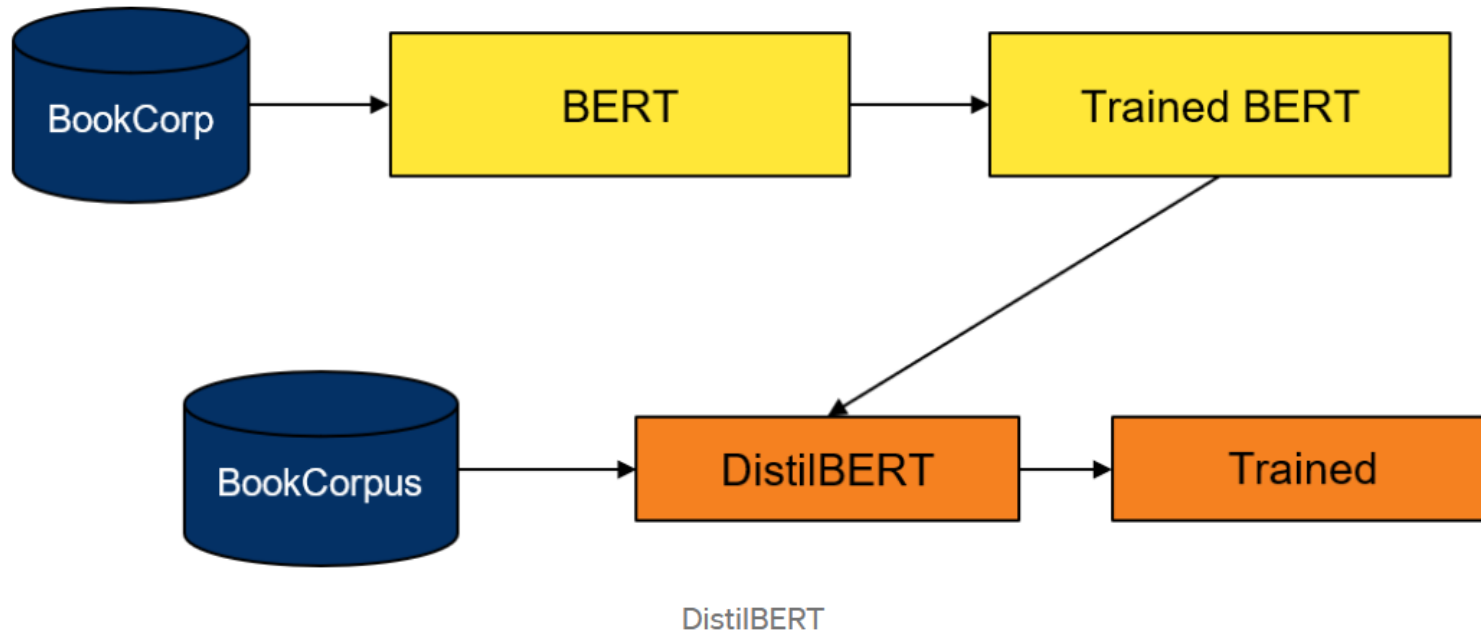 BookCorp
BERT
Trained BERT
BookCorpus
DistilBERT
Trained
DistilBERT